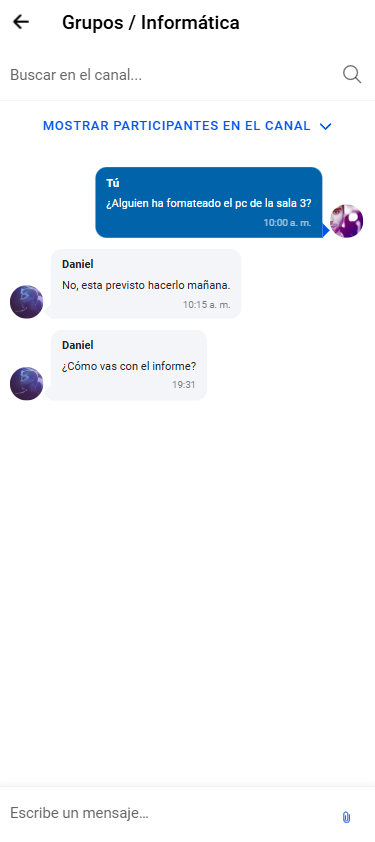 Grupos / Informática
Buscar en el canal...
MOSTRAR PARTICIPANTES EN EL CANAL
Tú
¿Alguien ha fomateado el pc de la sala 3?
10:00 a. m.
Daniel
No, esta previsto hacerlo mañana.
10:15 a. m.
Daniel
¿Cómo vas con el informe?
19:31
Escribe un mensaje...